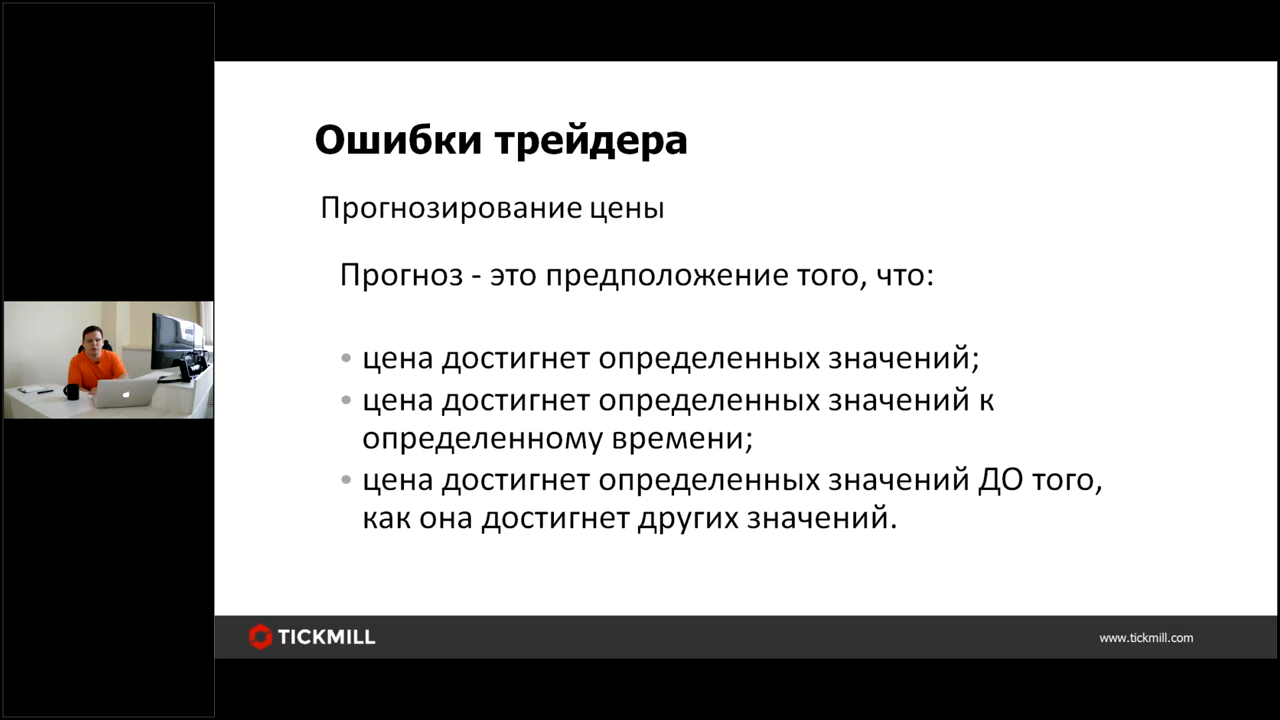 Ошибки трейдера
Прогнозирование цены
Прогноз - это предположение того, что:
• цена достигнет определенных значений;
• цена достигнет определенных значений к
определенному времени;
• цена достигнет определенных значений ДО того,
как она достигнет других значений.
TICKMILL
www.tickmill.com